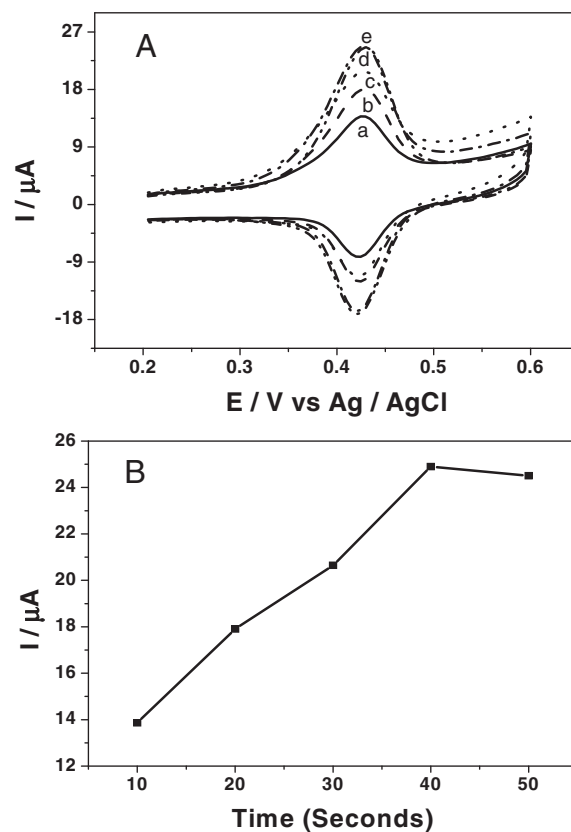 A
27
18
9
0
-9
-18
I / μA
e
d
c
b
a
0.2 0.3 0.4 0.5 0.6
E / V vs Ag / AgCl
B
26
24
22
20
18
16
14
12
I / μA
10 20 30 40 50
Time (Seconds)